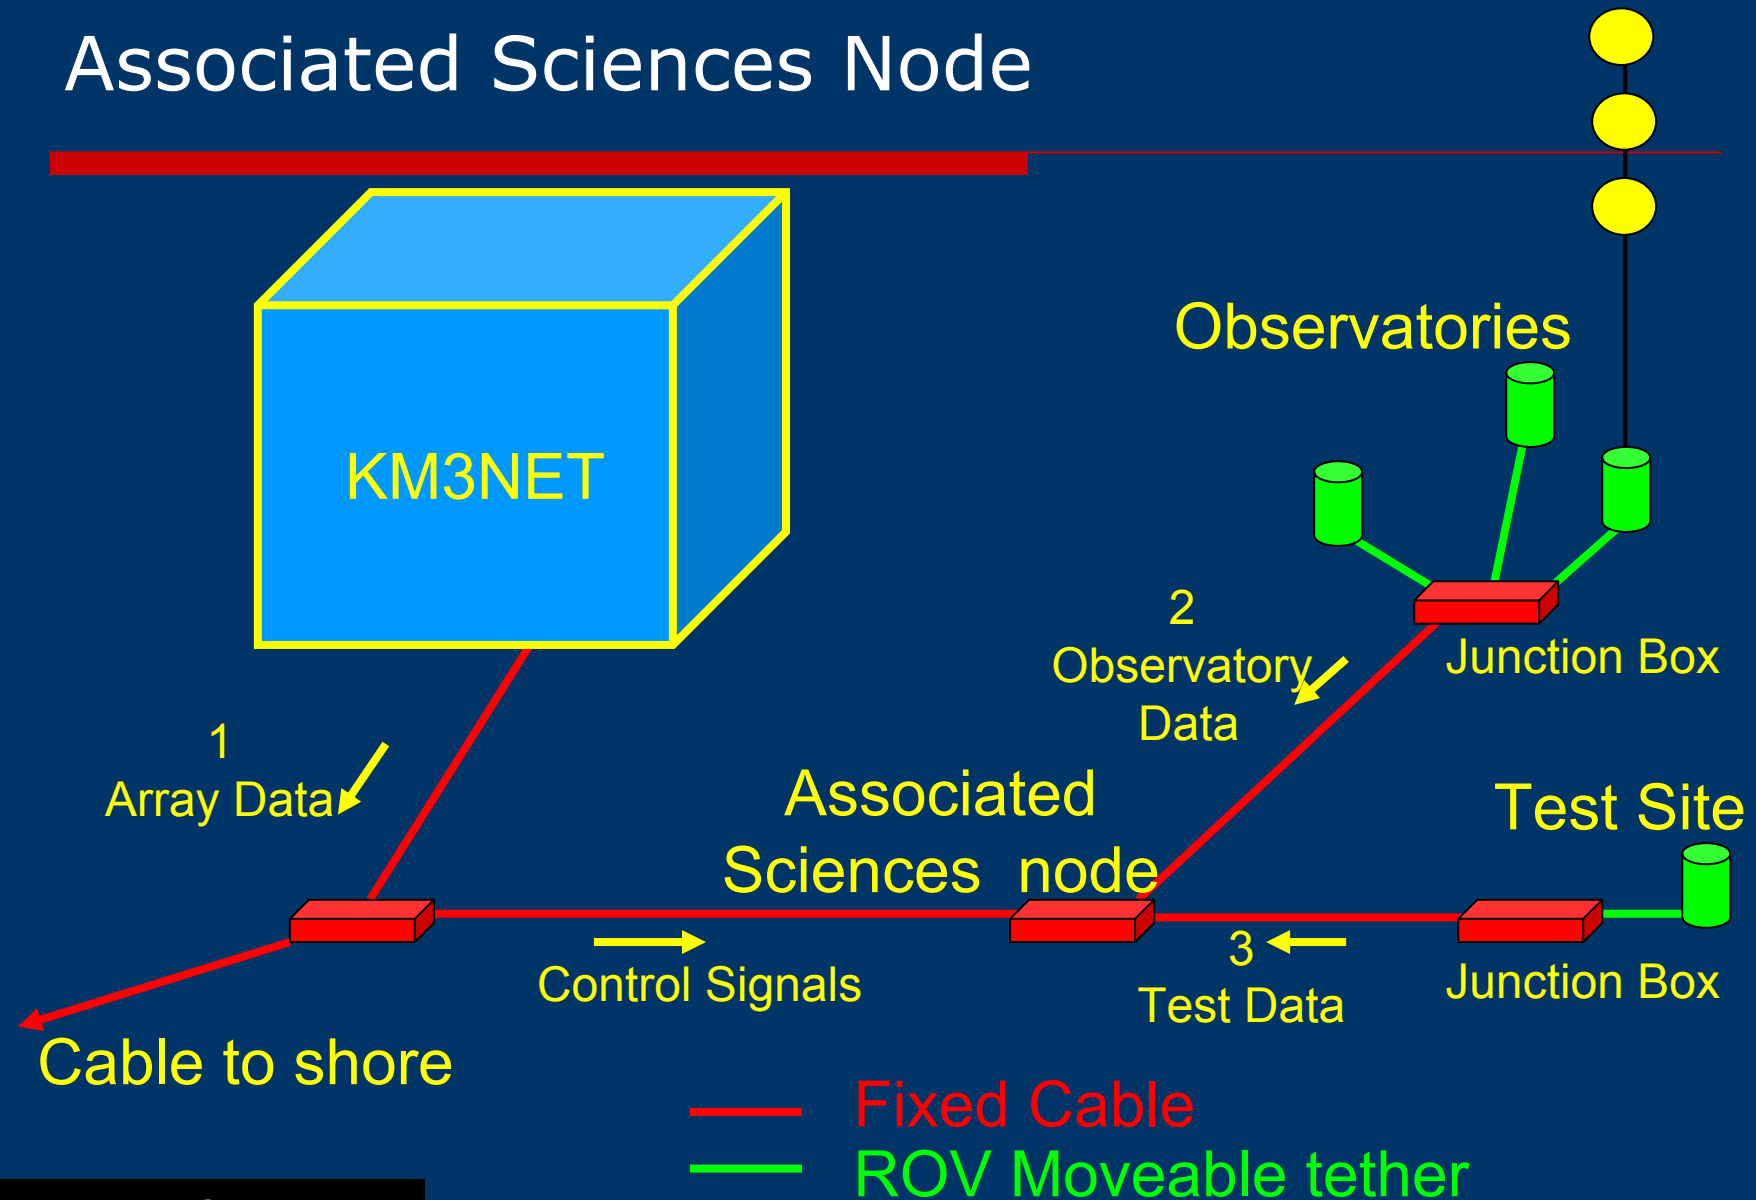 Associated Sciences Node
Observatories
KM3NET
2
Observatory
Data
Junction Box
1
Array Data
Associated
Sciences node
Test Site
Control Signals
3
Test Data
Junction Box
Cable to shore
Fixed Cable
ROV Moveable tether